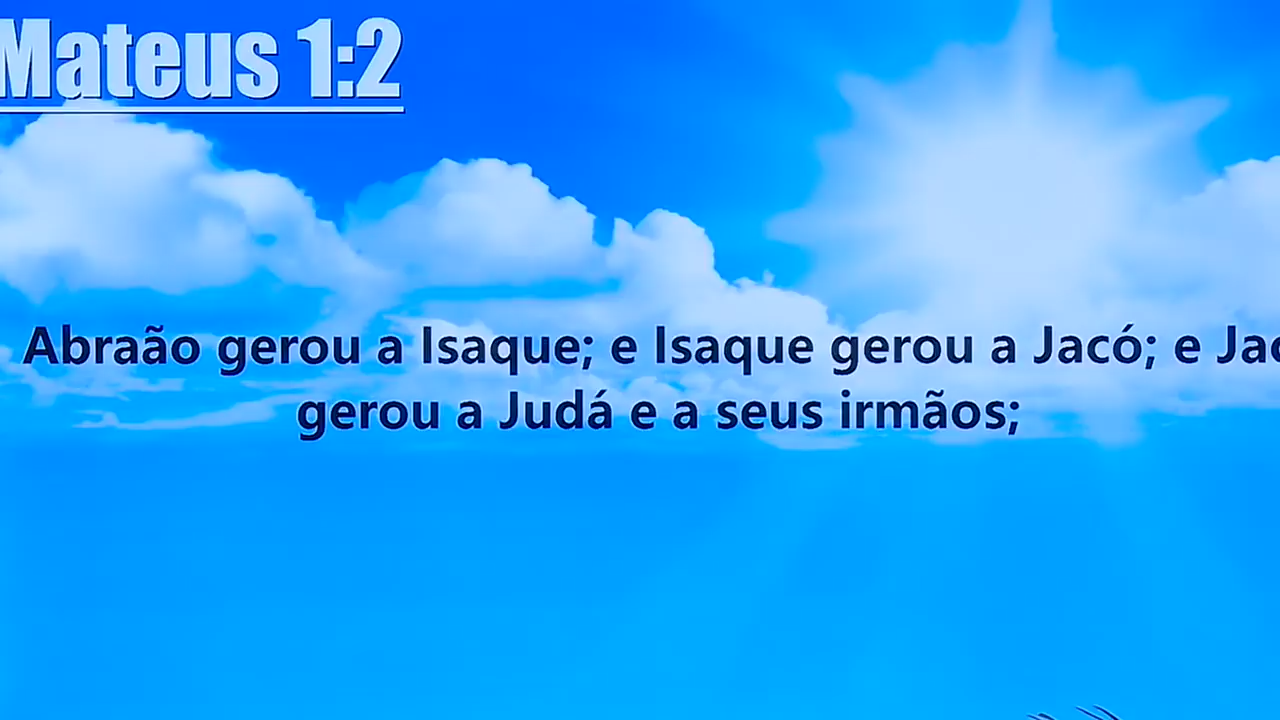 Mateus 1:2
Abraão gerou a Isaque; e Isaque gerou a Jacó; e
gerou a Judá e a seus irmãos;